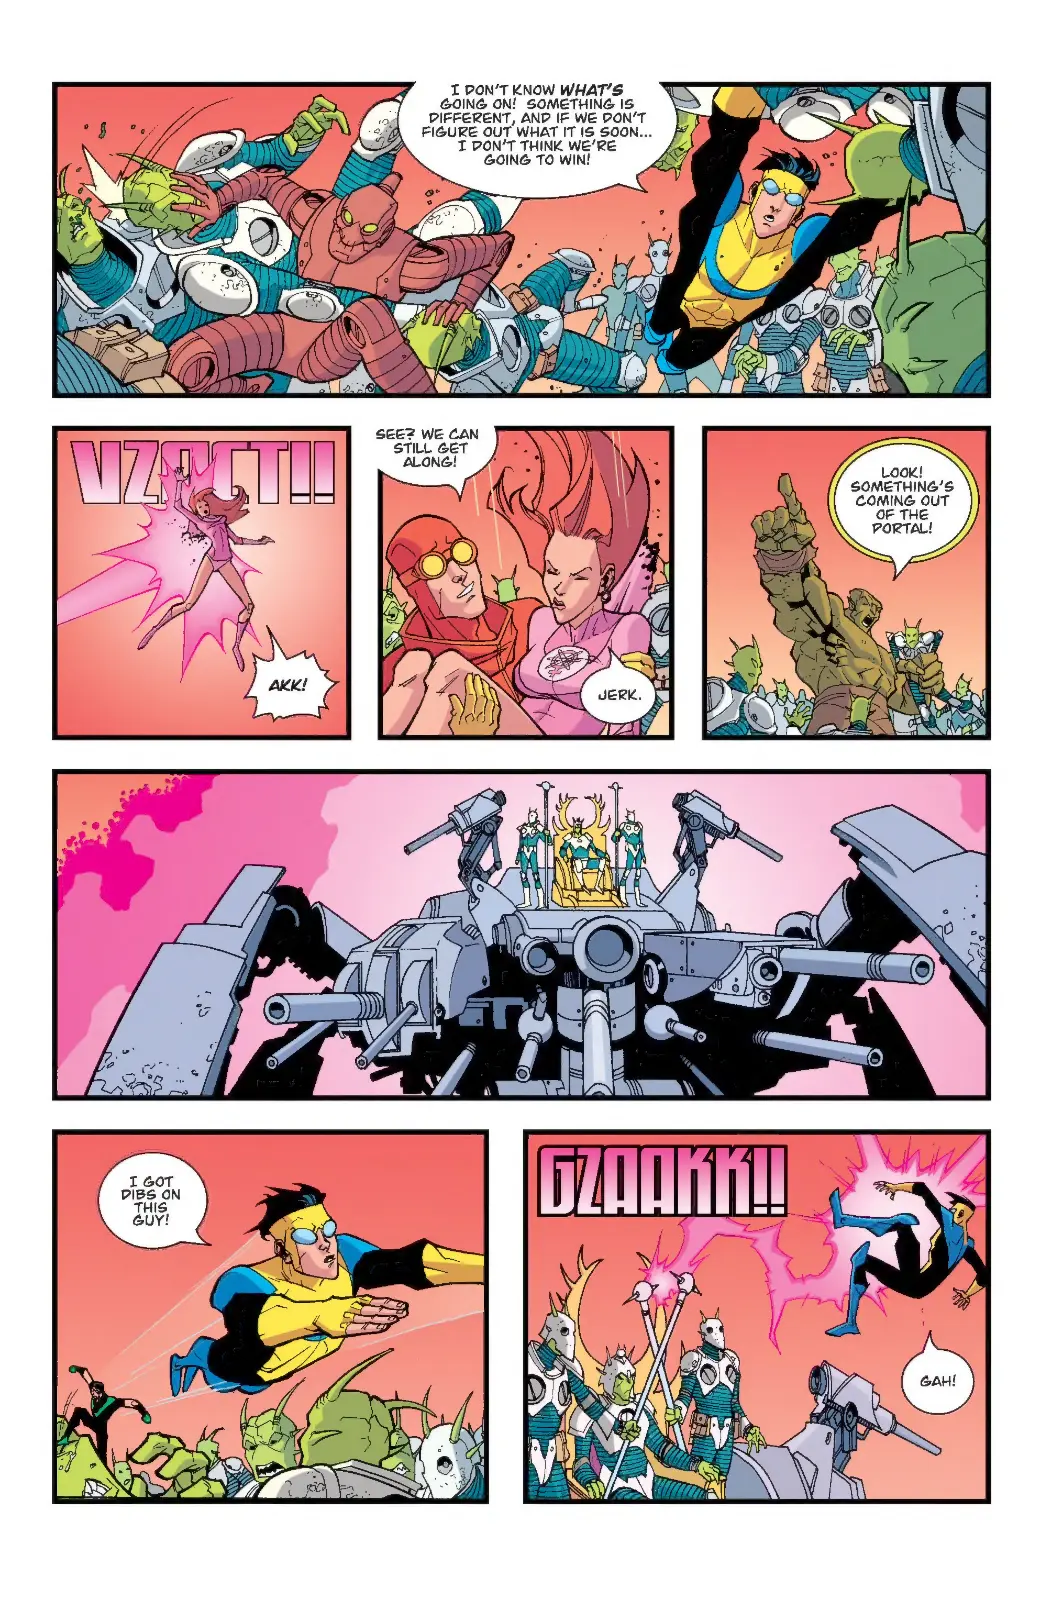 I DON'T KNOW WHAT'S
GOING ON! SOMETHING IS
DIFFERENT, AND IF WE DON'T
FIGURE OUT WHAT IT IS SOON...
I DON'T THINK WE'RE
GOING TO WIN!
VZACT!!
AKK!
SEE? WE CAN
STILL GET
ALONG!
JERK.
LOOK!
SOMETHING'S
COMING OUT
OF THE
PORTAL!
I GOT
DIBS ON
THIS
GUY!
GZAAKK!!
GAH!